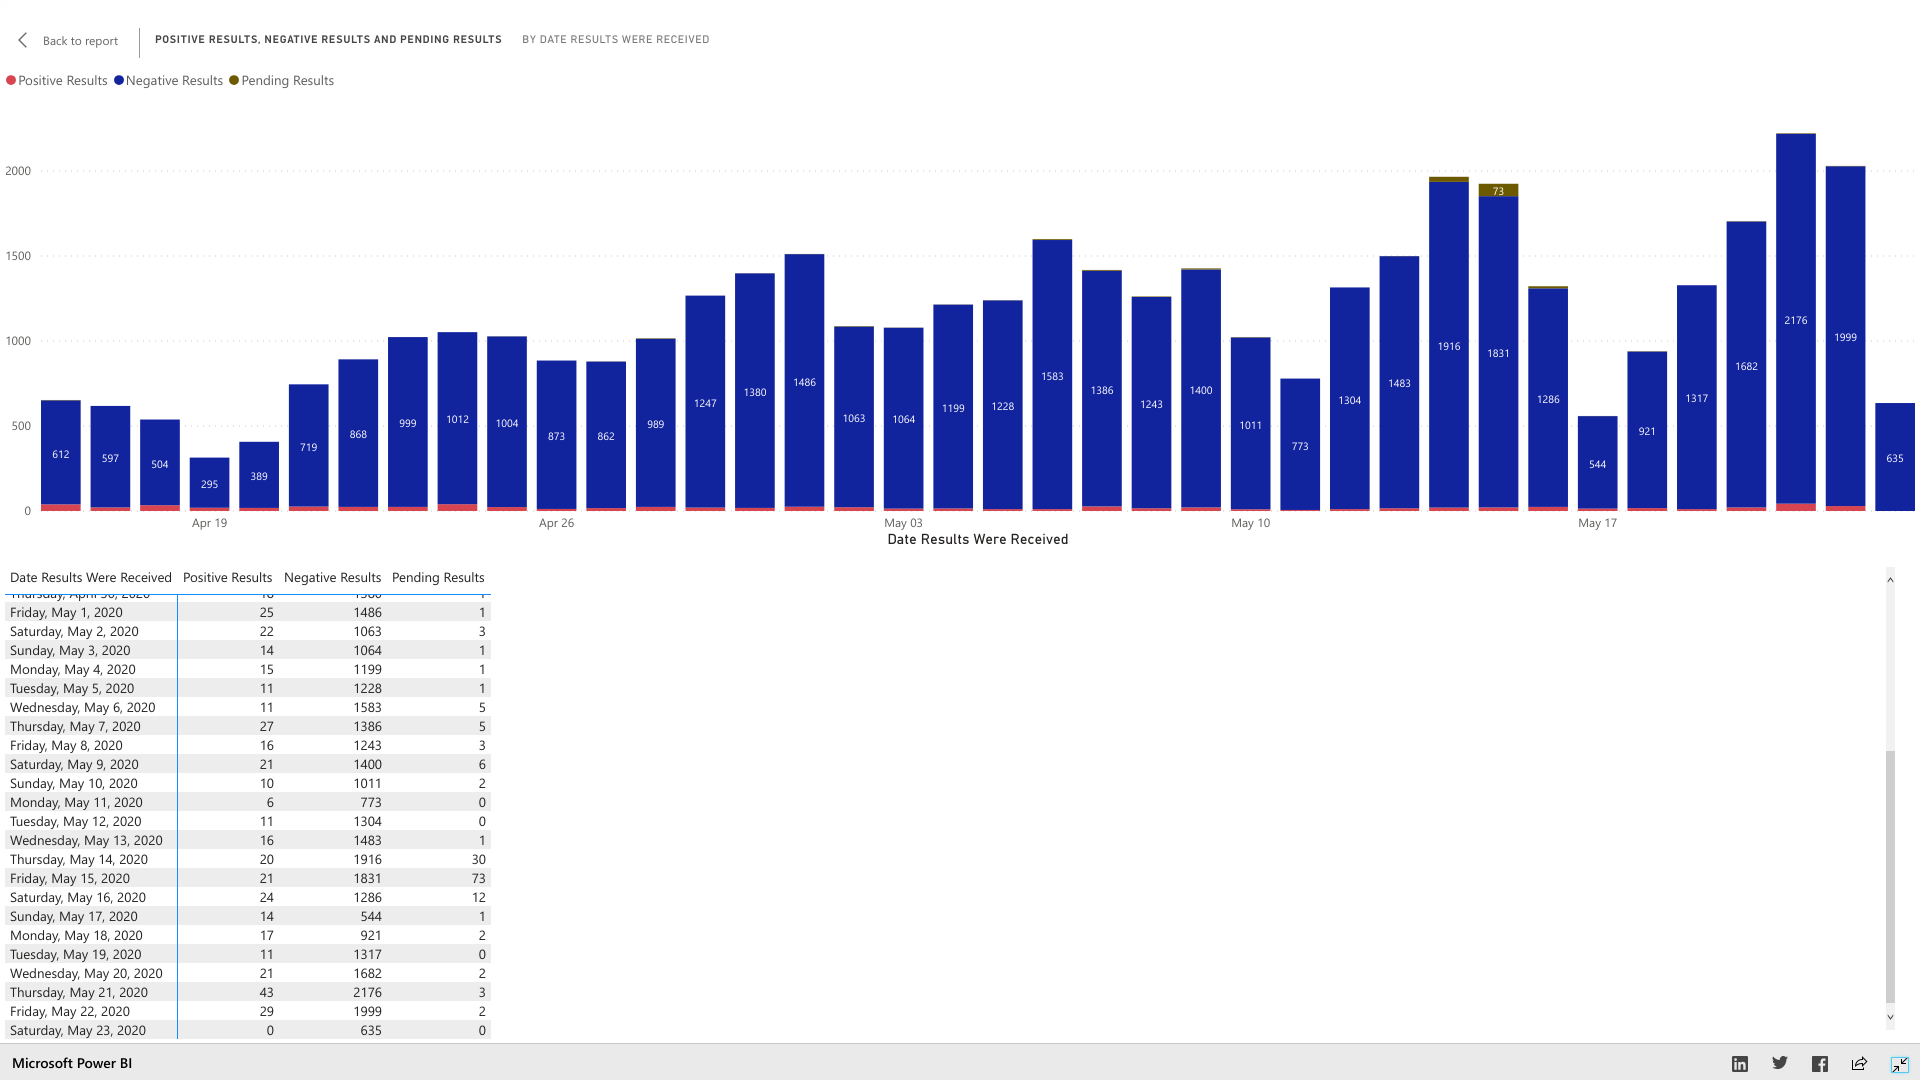 Back to report
POSITIVE RESULTS, NEGATIVE RESULTS AND PENDING RESULTS BY DATE RESULTS WERE RECEIVED
Positive Results Negative Results Pending Results
2000
1500
1000
500
0
612 597 504 295 389 719 868 999 1012 1004 873 862 989 1247 1380 1486 1063 1064 1199 1228 1583 1386 1243 1400 1011 773 1304 1483 1916 73 1831 1286 544 921 1317 1682 2176 1999 635
Apr 19 Apr 26 May 03 May 10 May 17
Date Results Were Received
Date Results Were Received Positive Results Negative Results Pending Results
Thursday, April 30, 2020 18 1380 1
Friday, May 1, 2020 25 1486 1
Saturday, May 2, 2020 22 1063 3
Sunday, May 3, 2020 14 1064 1
Monday, May 4, 2020 15 1199 1
Tuesday, May 5, 2020 11 1228 1
Wednesday, May 6, 2020 11 1583 5
Thursday, May 7, 2020 27 1386 5
Friday, May 8, 2020 16 1243 3
Saturday, May 9, 2020 21 1400 6
Sunday, May 10, 2020 10 1011 2
Monday, May 11, 2020 6 773 0
Tuesday, May 12, 2020 11 1304 0
Wednesday, May 13, 2020 16 1483 1
Thursday, May 14, 2020 20 1916 30
Friday, May 15, 2020 21 1831 73
Saturday, May 16, 2020 24 1286 12
Sunday, May 17, 2020 14 544 1
Monday, May 18, 2020 17 921 2
Tuesday, May 19, 2020 11 1317 0
Wednesday, May 20, 2020 21 1682 2
Thursday, May 21, 2020 43 2176 3
Friday, May 22, 2020 29 1999 2
Saturday, May 23, 2020 0 635 0
Microsoft Power BI